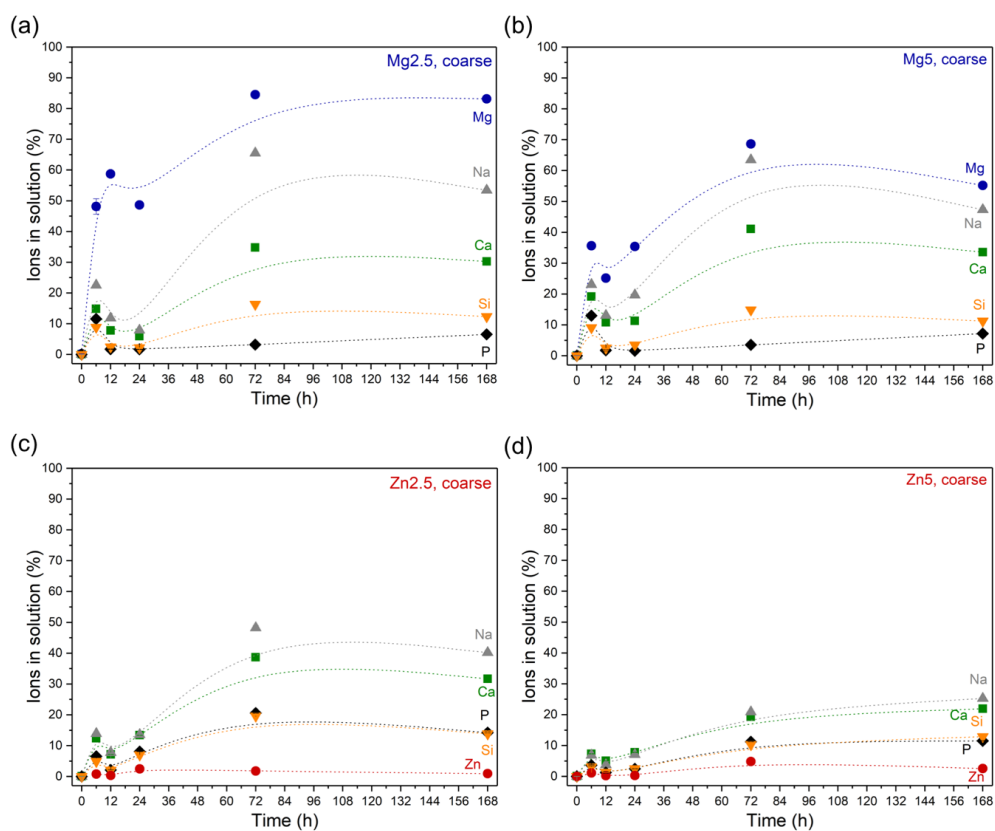 (a)
Mg2.5, coarse
Ions in solution (%)
100
90
80
70
60
50
40
30
20
10
0
Mg
Na
Ca
Si
P
0 12 24 36 48 60 72 84 96 108 120 132 144 156 168
Time (h)
(b)
Mg5, coarse
Ions in solution (%)
100
90
80
70
60
50
40
30
20
10
0
Mg
Na
Ca
Si
P
0 12 24 36 48 60 72 84 96 108 120 132 144 156 168
Time (h)
(c)
Zn2.5, coarse
Ions in solution (%)
100
90
80
70
60
50
40
30
20
10
0
Na
Ca
P
Si
Zn
0 12 24 36 48 60 72 84 96 108 120 132 144 156 168
Time (h)
(d)
Zn5, coarse
Ions in solution (%)
100
90
80
70
60
50
40
30
20
10
0
Na
Ca
Si
P
Zn
0 12 24 36 48 60 72 84 96 108 120 132 144 156 168
Time (h)